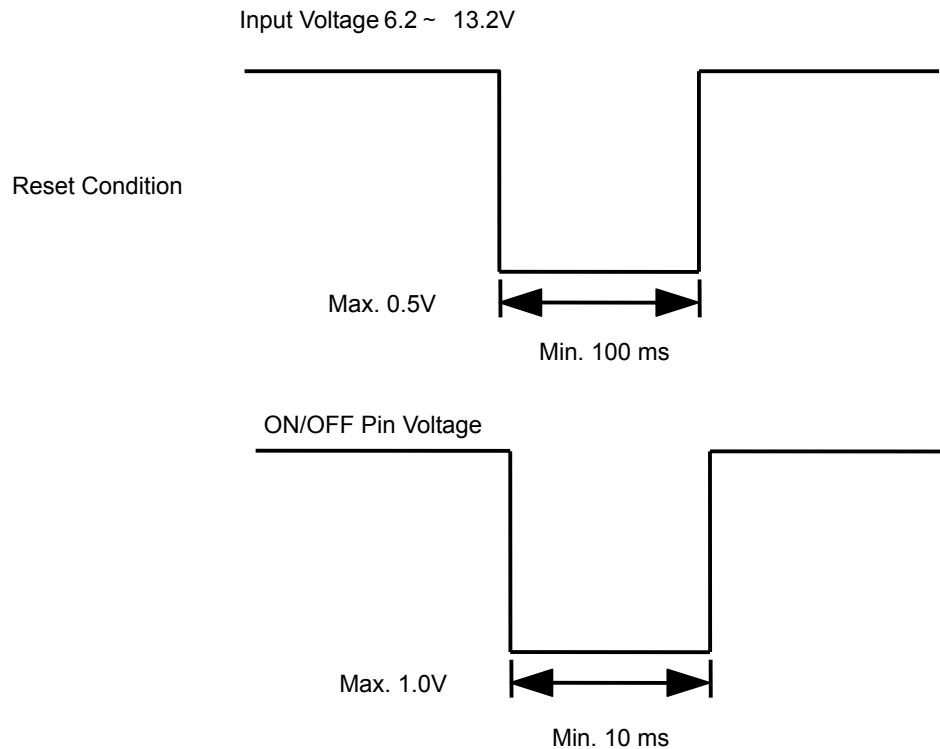 Input Voltage 6.2 ~ 13.2V
Reset Condition
Max. 0.5V
Min. 100 ms
ON/OFF Pin Voltage
Max. 1.0V
Min. 10 ms